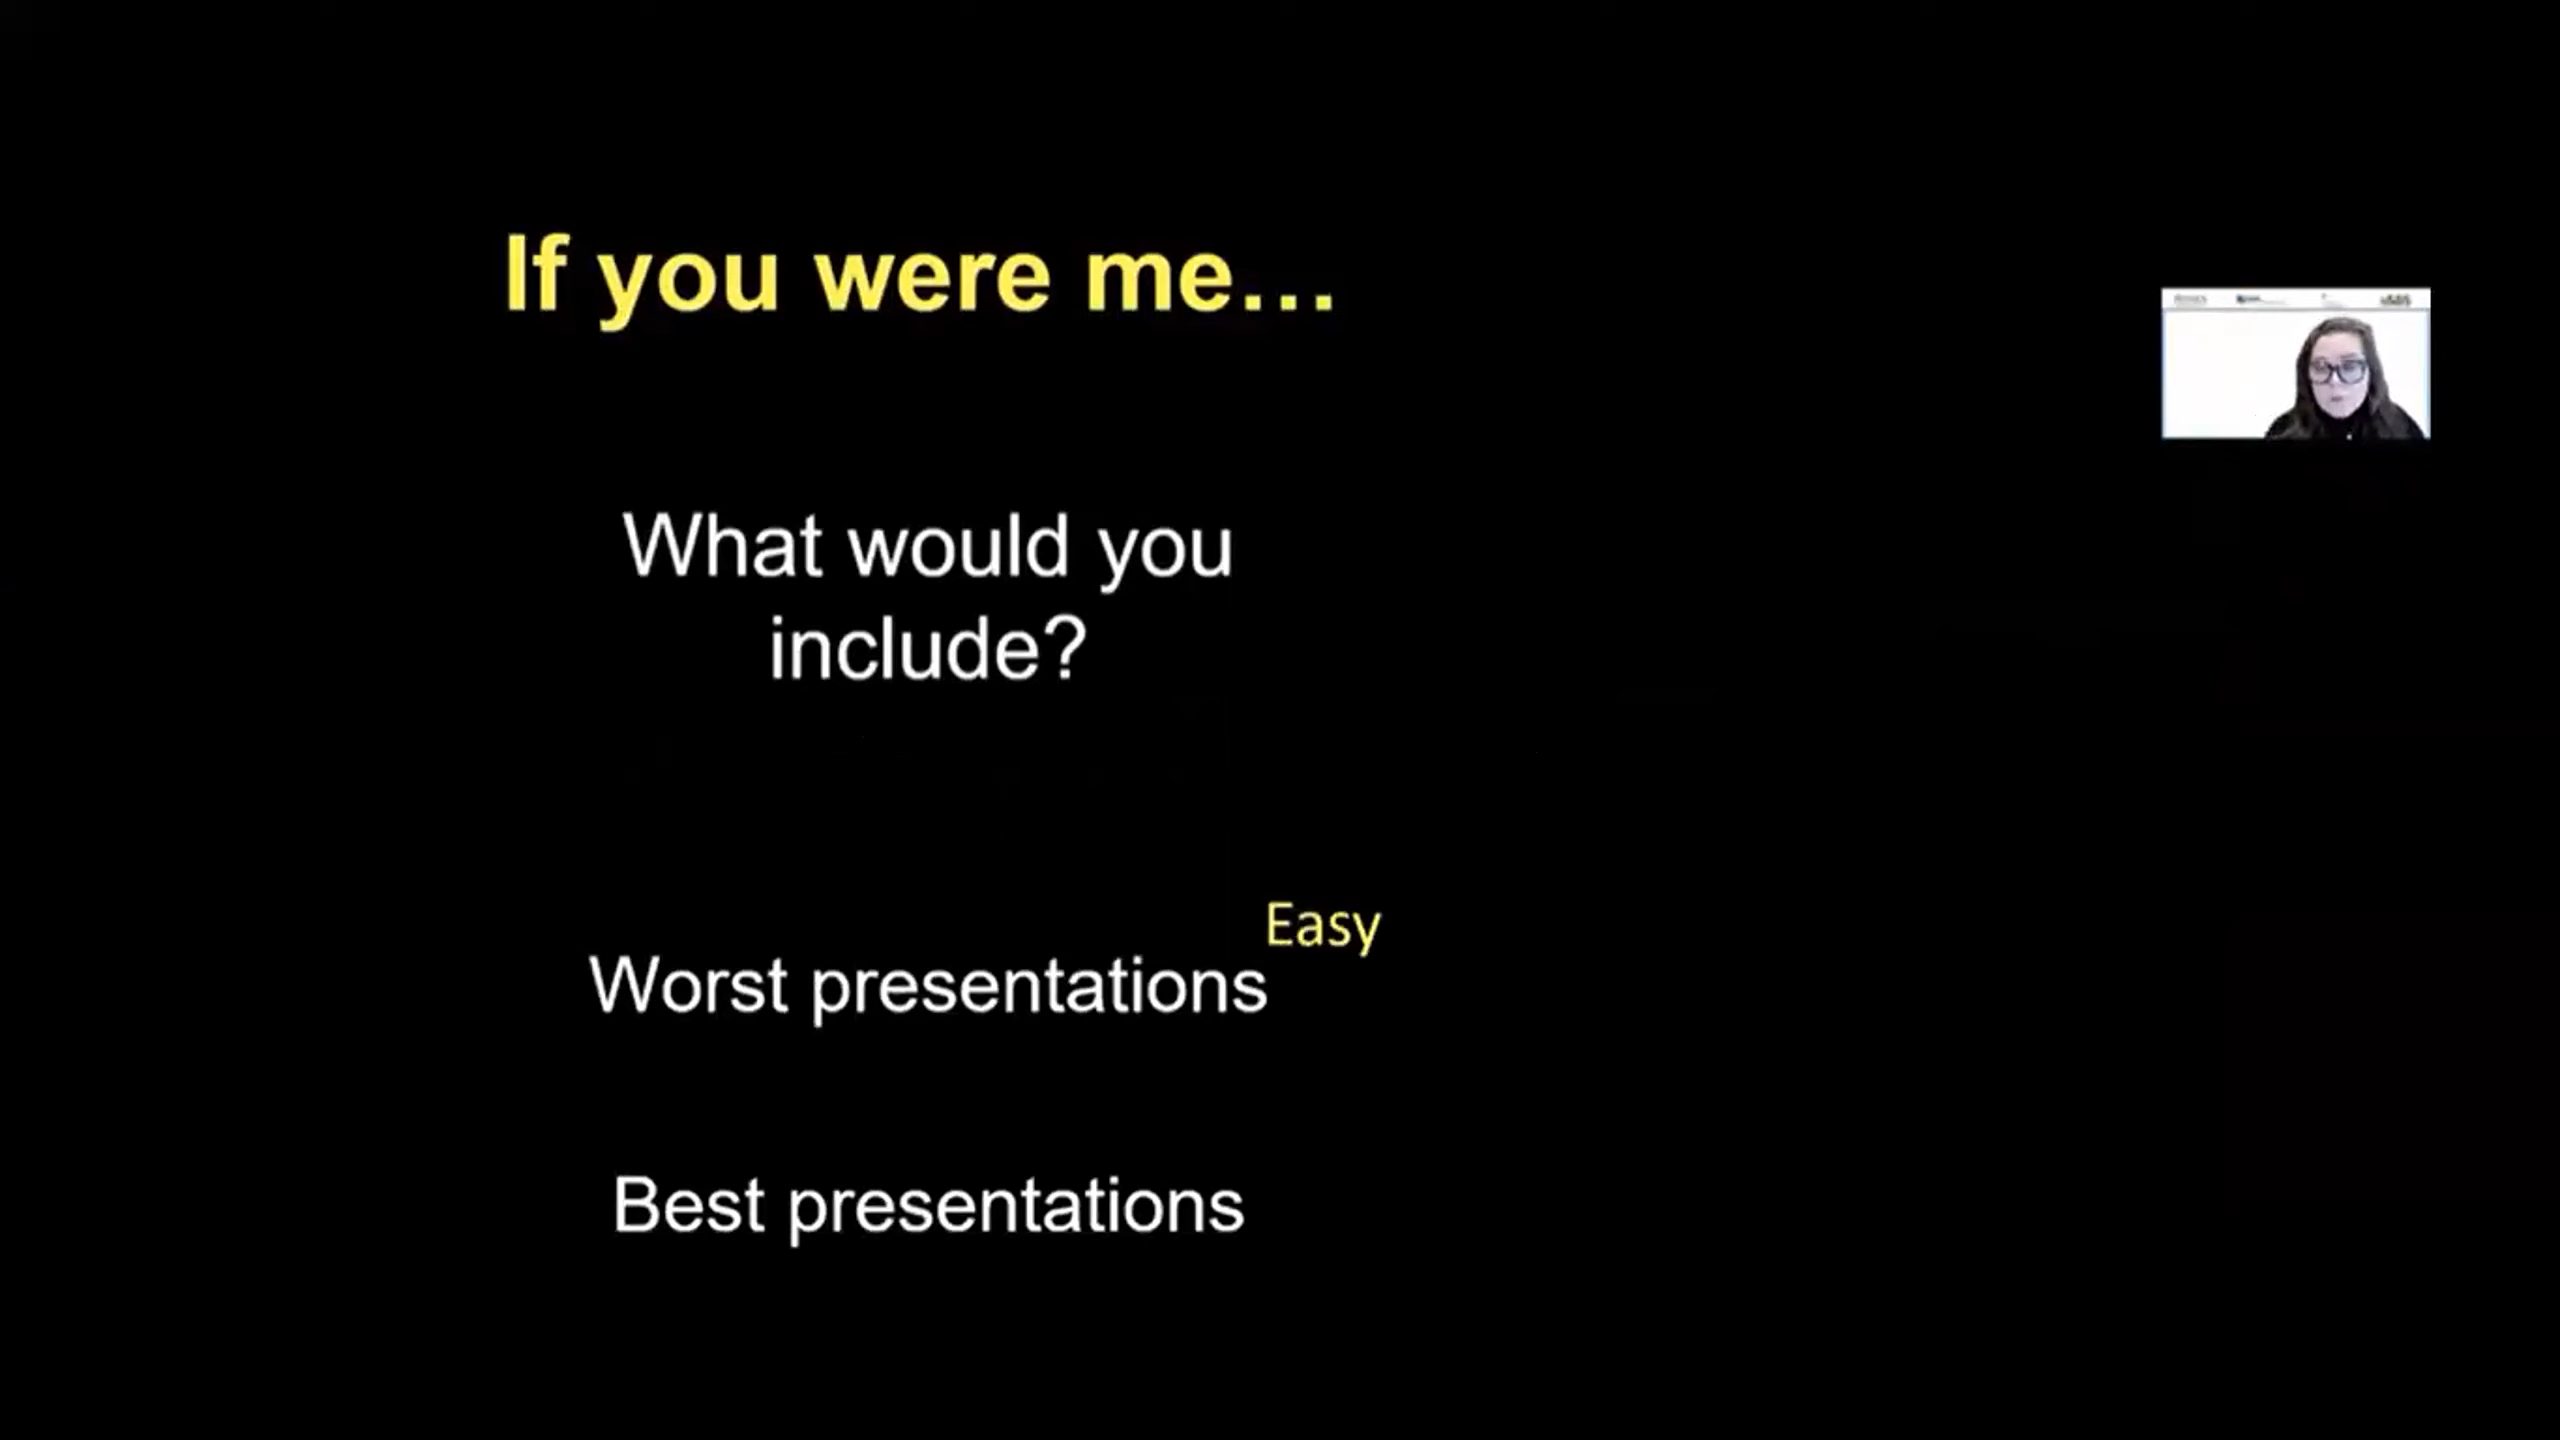 If you were me...
What would you
include?
Easy
Worst presentations
Best presentations